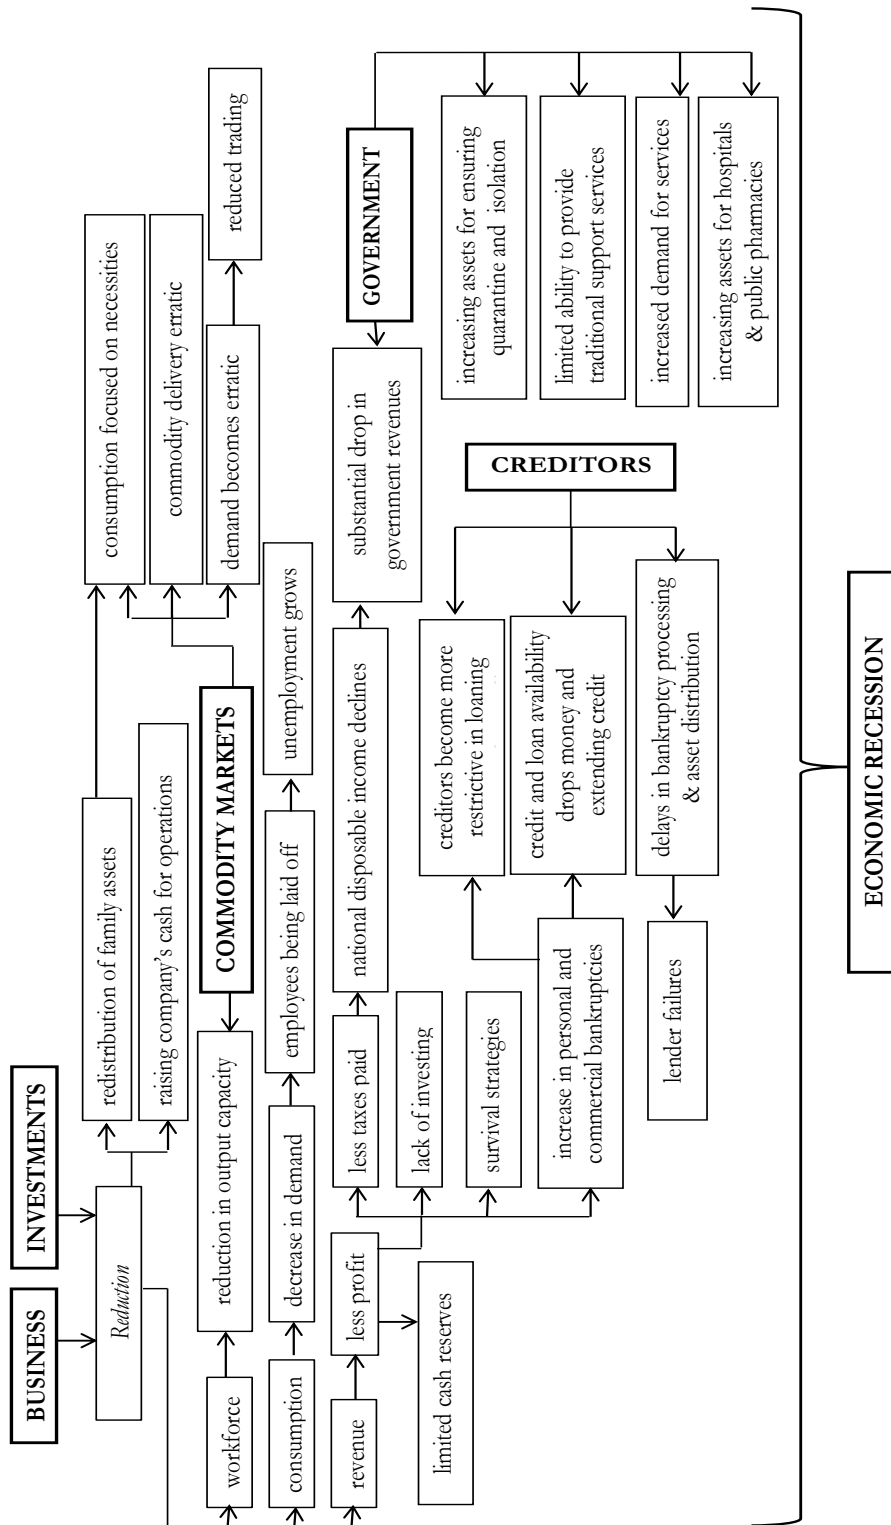 BUSINESS
INVESTMENTS
Reduction
redistribution of family assets
raising company's cash for operations
consumption focused on necessities
commodity delivery erratic
demand becomes erratic
reduced trading
COMMODITY MARKETS
workforce
reduction in output capacity
consumption
decrease in demand
employees being laid off
unemployment grows
revenue
less profit
limited cash reserves
less taxes paid
lack of investing
survival strategies
increase in personal and
commercial bankruptcies
national disposable income declines
substantial drop in
government revenues
GOVERNMENT
increasing assets for ensuring
quarantine and isolation
limited ability to provide
traditional support services
increased demand for services
increasing assets for hospitals
& public pharmacies
CREDITORS
creditors become more
restrictive in loaning
credit and loan availability
drops money and
extending credit
delays in bankruptcy processing
& asset distribution
lender failures
ECONOMIC RECESSION